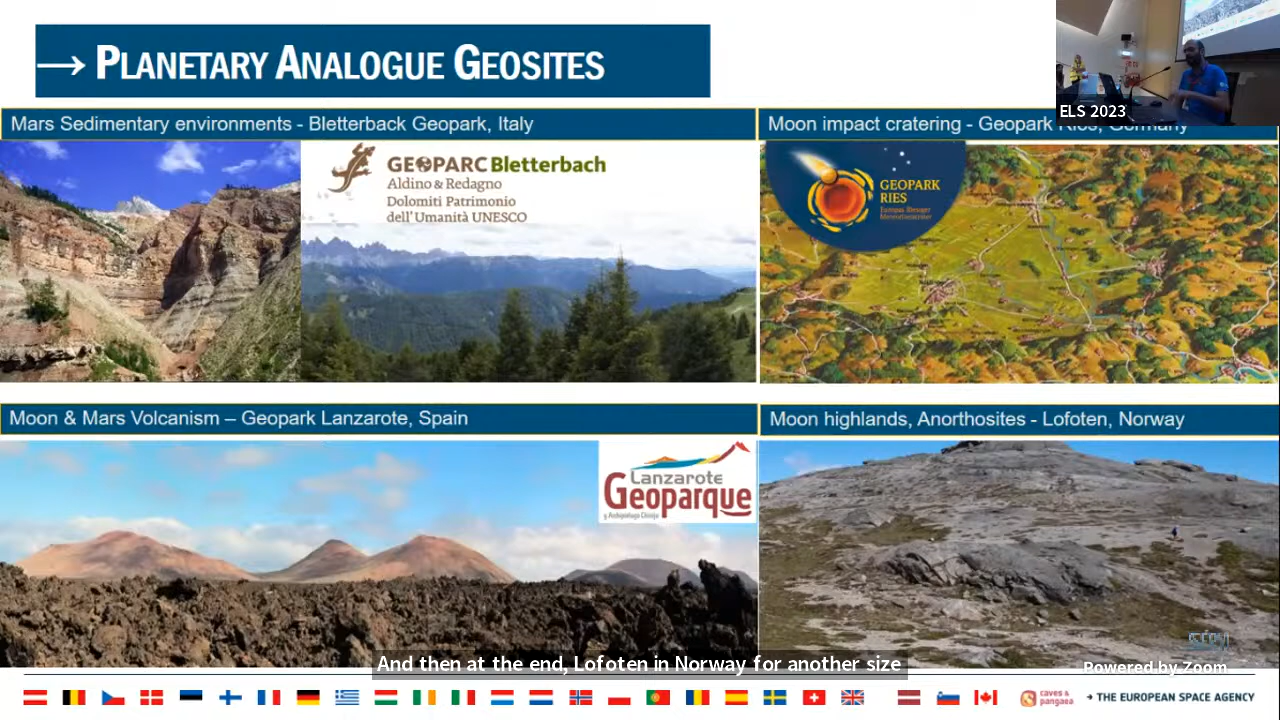 → PLANETARY ANALOGUE GEOSITES
ELS 2023
Mars Sedimentary environments - Bletterback Geopark, Italy
Moon impact cratering - Geopark Ries, Germany
GEOPARC Bletterbach
Aldino & Redagno
Dolomiti Patrimonio
dell'Umanità UNESCO
GEOPARK
RIES
Moon & Mars Volcanism – Geopark Lanzarote, Spain
Moon highlands, Anorthosites - Lofoten, Norway
Lanzarote
Geoparque
y Archipiélago Chinijo
And then at the end, Lofoten in Norway for another size
Powered by Zoom
caves &
pangaea
→ THE EUROPEAN SPACE AGENCY